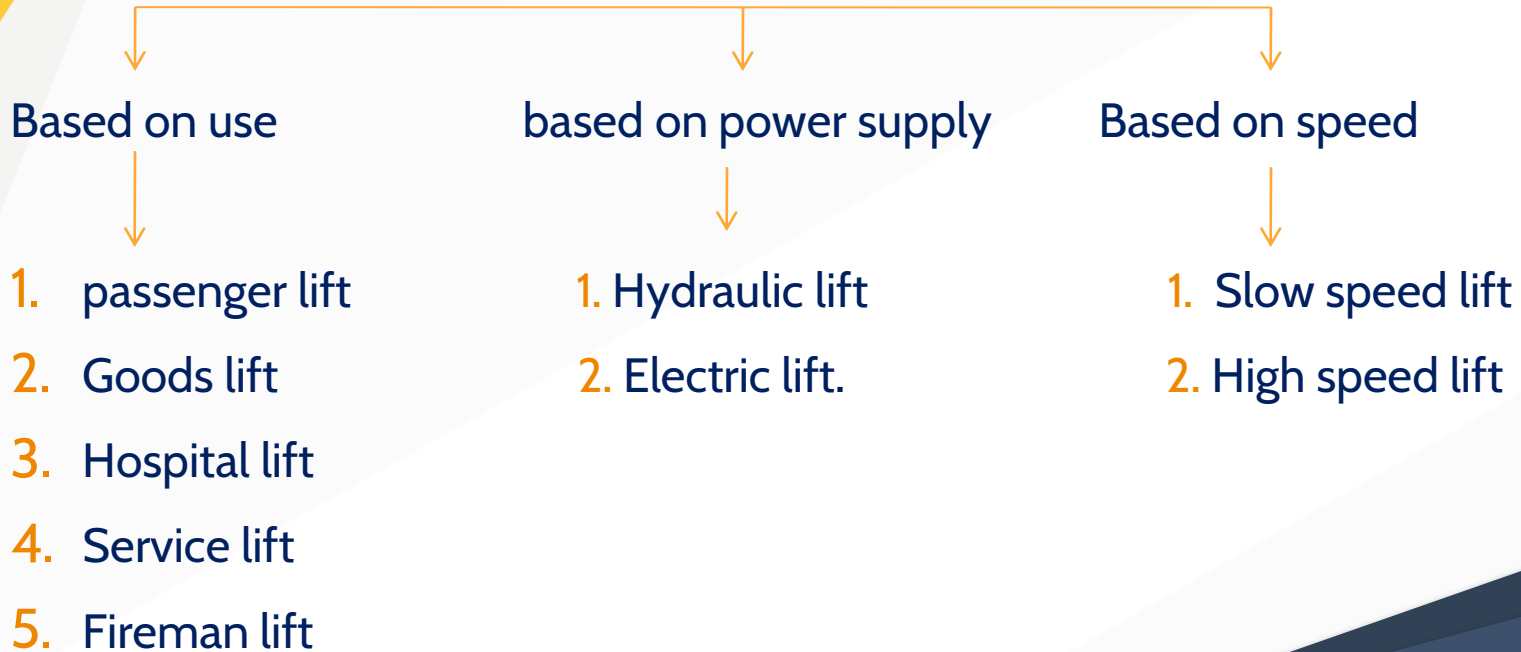 Based on use
based on power supply
Based on speed
1. passenger lift
2. Goods lift
3. Hospital lift
4. Service lift
5. Fireman lift
1. Hydraulic lift
2. Electric lift.
1. Slow speed lift
2. High speed lift